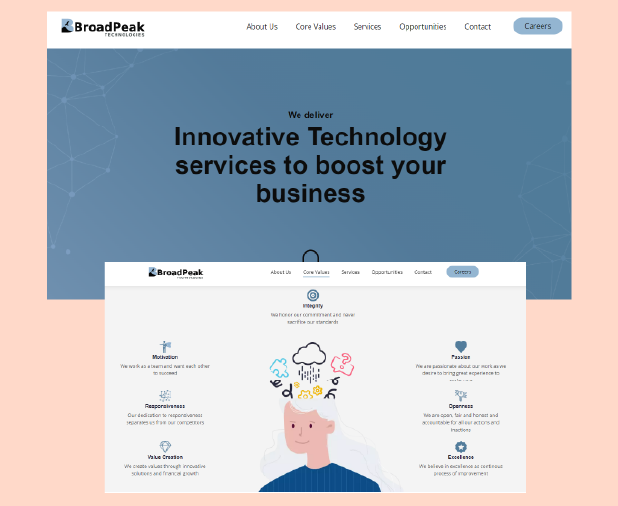 BroadPeak
TECHNOLOGIES
About Us Core Values Services Opportunities Contact Careers
We deliver
Innovative Technology
services to boost your
business
BroadPeak
About Us Core Values Services Opportunities Contact Careers
Integrity
We honor our commitment and never
sacrifice our standards
Motivation
We work as a team and want each other
to succeed
Passion
We are passionate about our work as we
desire to bring great experience to
Responsiveness
Our dedication to responsiveness
separates us from our competitors
Openness
We are open, fair and honest and
accountable for all our actions and
inactions
Value Creation
We create values through innovative
solutions and financial growth
Excellence
We believe in excellence as continuous
process of improvement